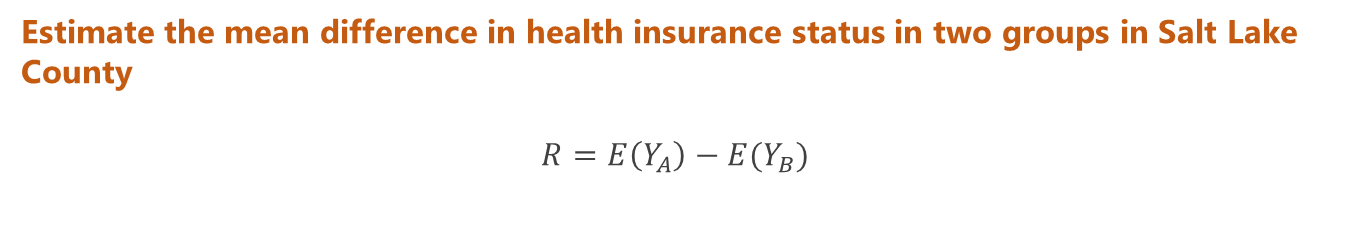 Estimate the mean difference in health insurance status in two groups in Salt Lake
County
R = E(Y_A) − E(Y_B)